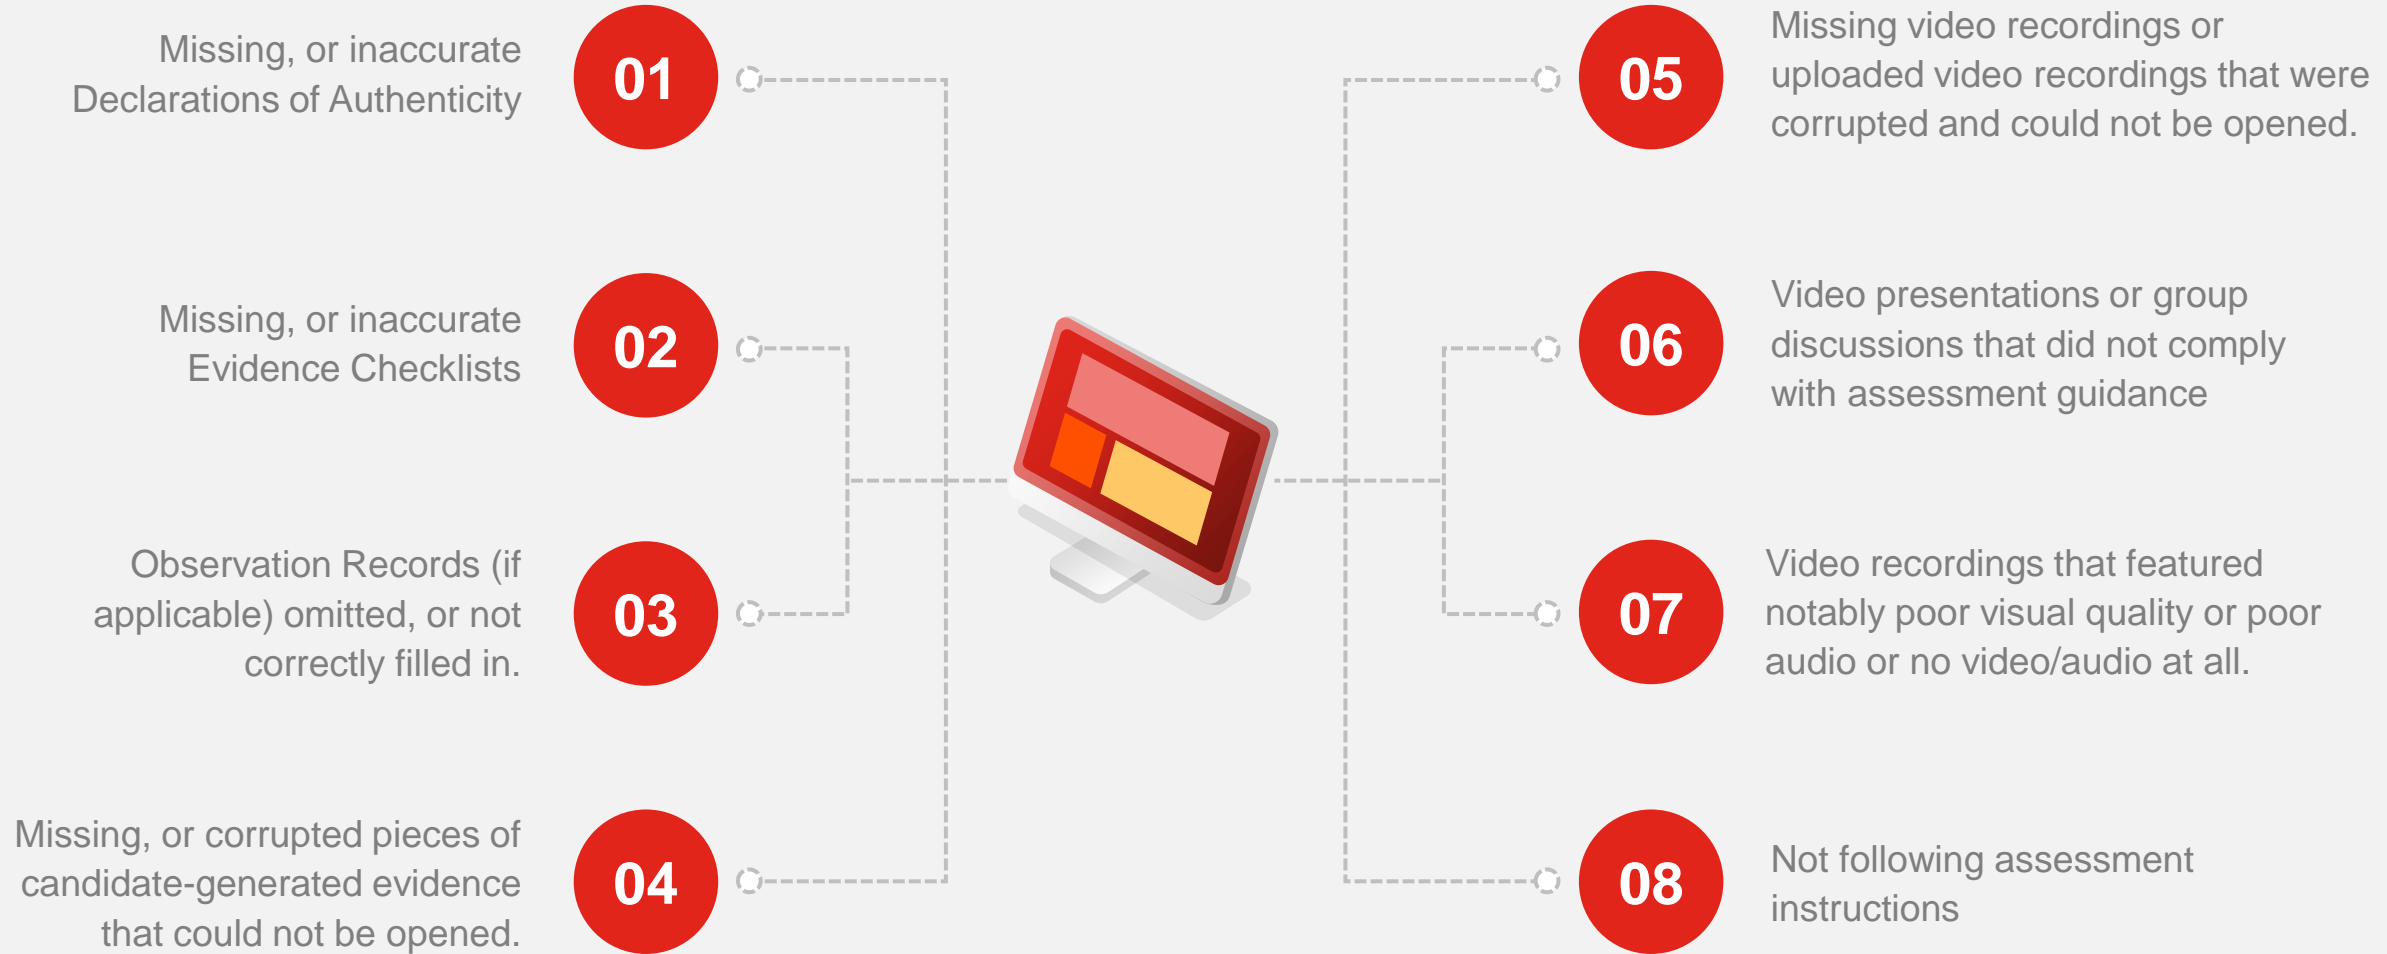 01
Missing, or inaccurate
Declarations of Authenticity
02
Missing, or inaccurate
Evidence Checklists
03
Observation Records (if
applicable) omitted, or not
correctly filled in.
04
Missing, or corrupted pieces of
candidate-generated evidence
that could not be opened.
05
Missing video recordings or
uploaded video recordings that were
corrupted and could not be opened.
06
Video presentations or group
discussions that did not comply
with assessment guidance
07
Video recordings that featured
notably poor visual quality or poor
audio or no video/audio at all.
08
Not following assessment
instructions